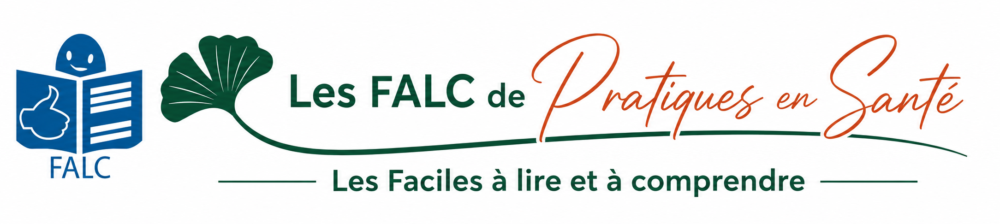 FALC
Les FALC de Pratiques en Santé
Les Faciles à lire et à comprendre